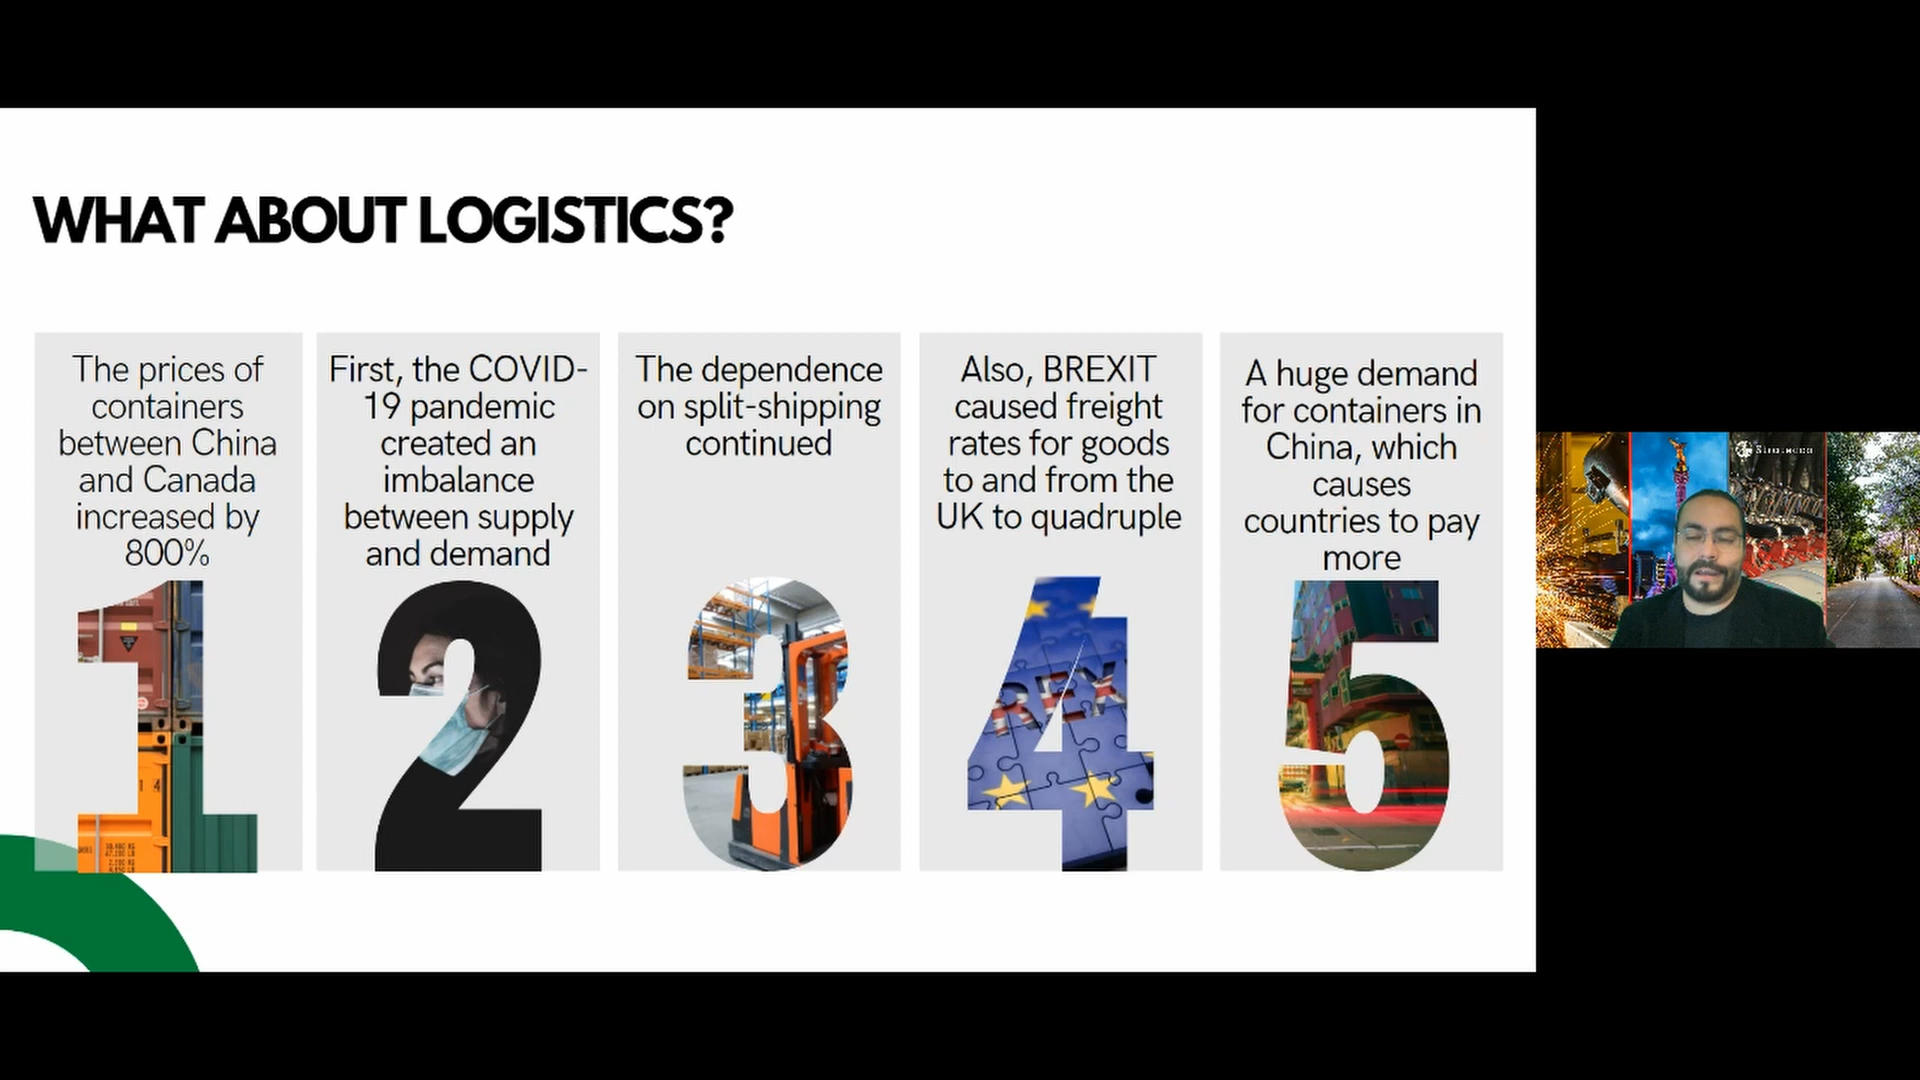 WHAT ABOUT LOGISTICS?
The prices of
containers
between China
and Canada
increased by
800%
1
First, the COVID-
19 pandemic
created an
imbalance
between supply
and demand
2
The dependence
on split-shipping
continued
3
Also, BREXIT
caused freight
rates for goods
to and from the
UK to quadruple
REX
4
A huge demand
for containers in
China, which
causes
countries to pay
more
5